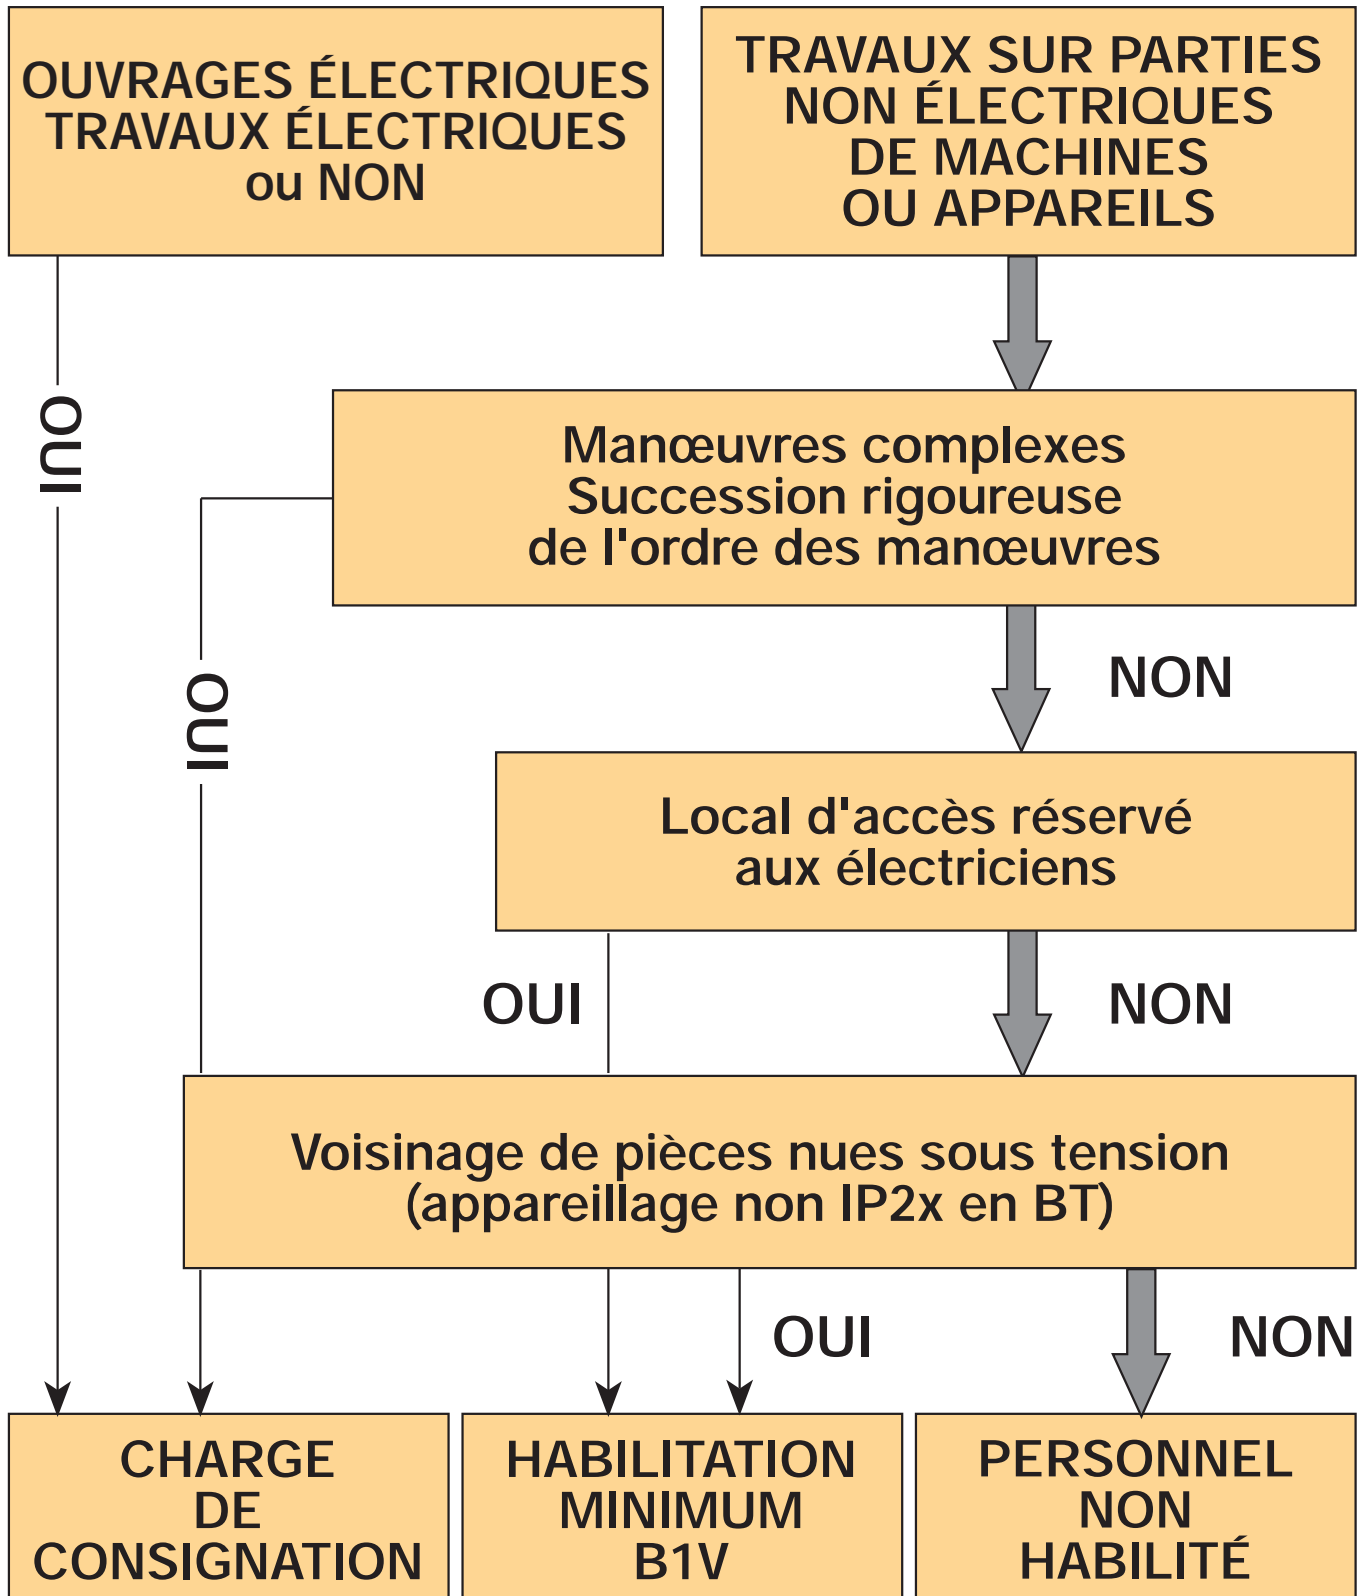 OUVRAGES ÉLECTRIQUES
TRAVAUX ÉLECTRIQUES
ou NON
TRAVAUX SUR PARTIES
NON ÉLECTRIQUES
DE MACHINES
OU APPAREILS
OUI
Manœuvres complexes
Succession rigoureuse
de l'ordre des manœuvres
OUI
NON
Local d'accès réservé
aux électriciens
OUI
NON
Voisinage de pièces nues sous tension
(appareillage non IP2x en BT)
OUI
NON
CHARGE
DE
CONSIGNATION
HABILITATION
MINIMUM
B1V
PERSONNEL
NON
HABILITÉ